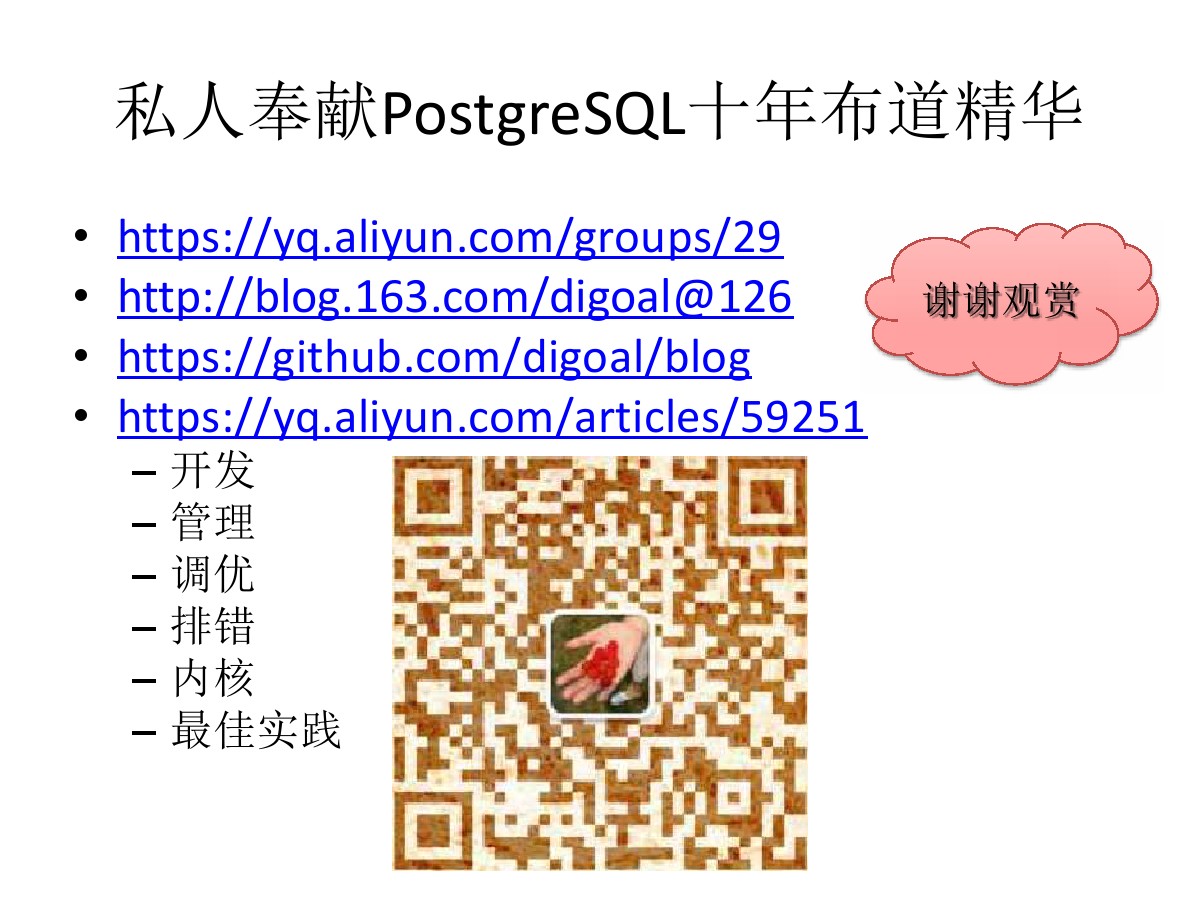 私人奉献PostgreSQL十年布道精华
• https://yq.aliyun.com/groups/29
• http://blog.163.com/digoal@126
• https://github.com/digoal/blog
• https://yq.aliyun.com/articles/59251
– 开发
– 管理
– 调优
– 排错
– 内核
– 最佳实践
谢谢观赏